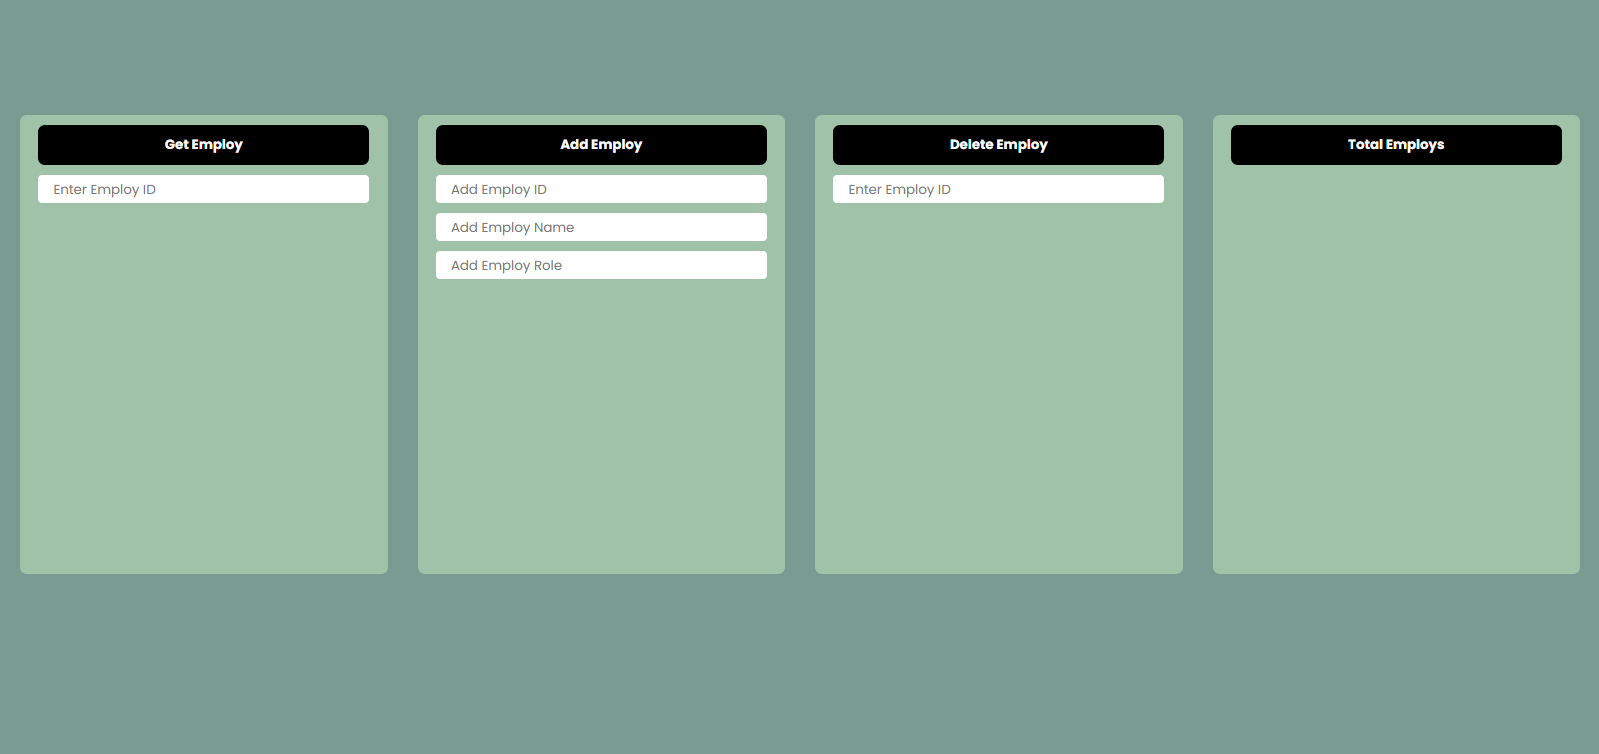 Get Employ
Enter Employ ID
Add Employ
Add Employ ID
Add Employ Name
Add Employ Role
Delete Employ
Enter Employ ID
Total Employs